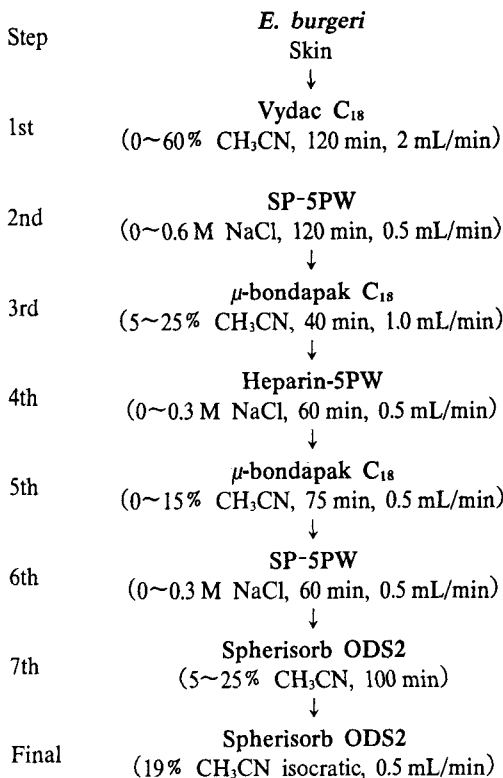 Step
E. burgeri
Skin
↓
1st
Vydac C₁₈
(0~60% CH₃CN, 120 min, 2 mL/min)
2nd
SP-5PW
(0~0.6 M NaCl, 120 min, 0.5 mL/min)
↓
3rd
μ-bondapak C₁₈
(5~25% CH₃CN, 40 min, 1.0 mL/min)
↓
4th
Heparin-5PW
(0~0.3 M NaCl, 60 min, 0.5 mL/min)
↓
5th
μ-bondapak C₁₈
(0~15% CH₃CN, 75 min, 0.5 mL/min)
↓
6th
SP-5PW
(0~0.3 M NaCl, 60 min, 0.5 mL/min)
↓
7th
Spherisorb ODS2
(5~25% CH₃CN, 100 min)
↓
Final
Spherisorb ODS2
(19% CH₃CN isocratic, 0.5 mL/min)